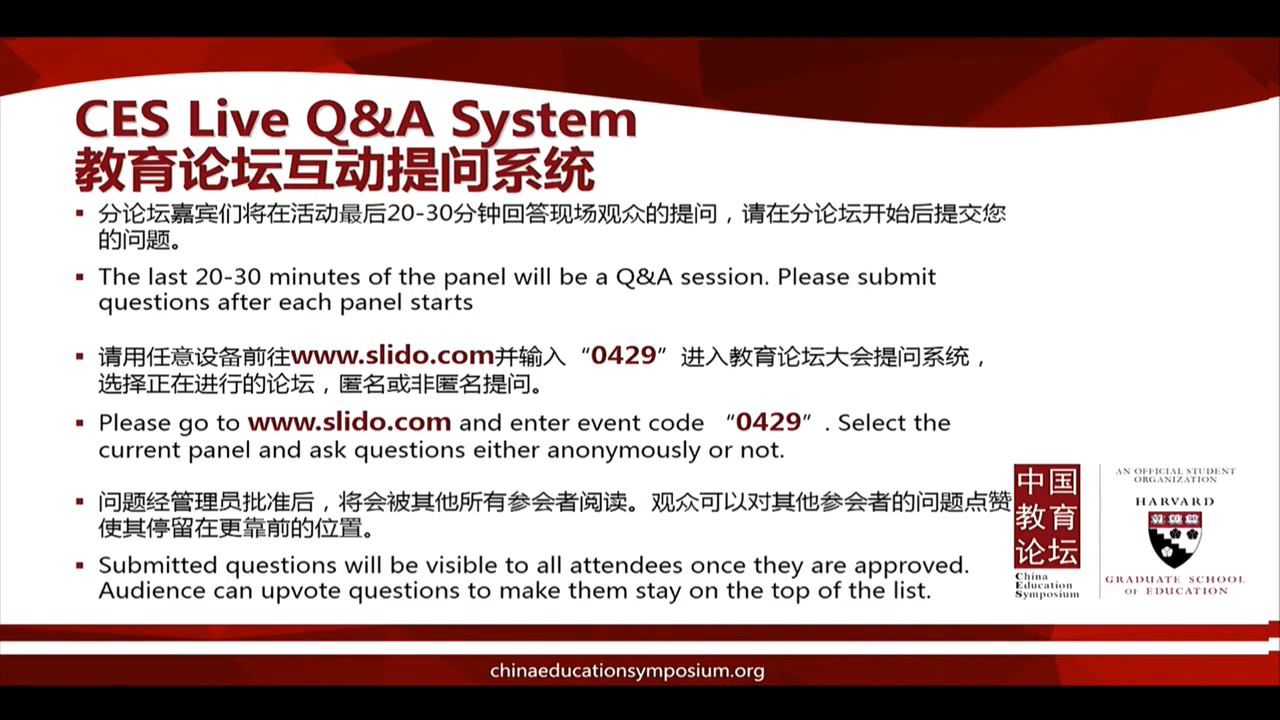 CES Live Q&A System
教育论坛互动提问系统
▪ 分论坛嘉宾们将在活动最后20-30分钟回答现场观众的提问，请在分论坛开始后提交您
的问题。
▪ The last 20-30 minutes of the panel will be a Q&A session. Please submit
questions after each panel starts
▪ 请用任意设备前往www.slido.com并输入“0429”进入教育论坛大会提问系统，
选择正在进行的论坛，匿名或非匿名提问。
▪ Please go to www.slido.com and enter event code “0429”. Select the
current panel and ask questions either anonymously or not.
▪ 问题经管理员批准后，将会被其他所有参会者阅读。观众可以对其他参会者的问题点赞
使其停留在更靠前的位置。
▪ Submitted questions will be visible to all attendees once they are approved.
Audience can upvote questions to make them stay on the top of the list.
中国
教育
论坛
China
Education
Symposium
AN OFFICIAL STUDENT
ORGANIZATION
HARVARD
GRADUATE SCHOOL
OF EDUCATION
chinaeducationsymposium.org